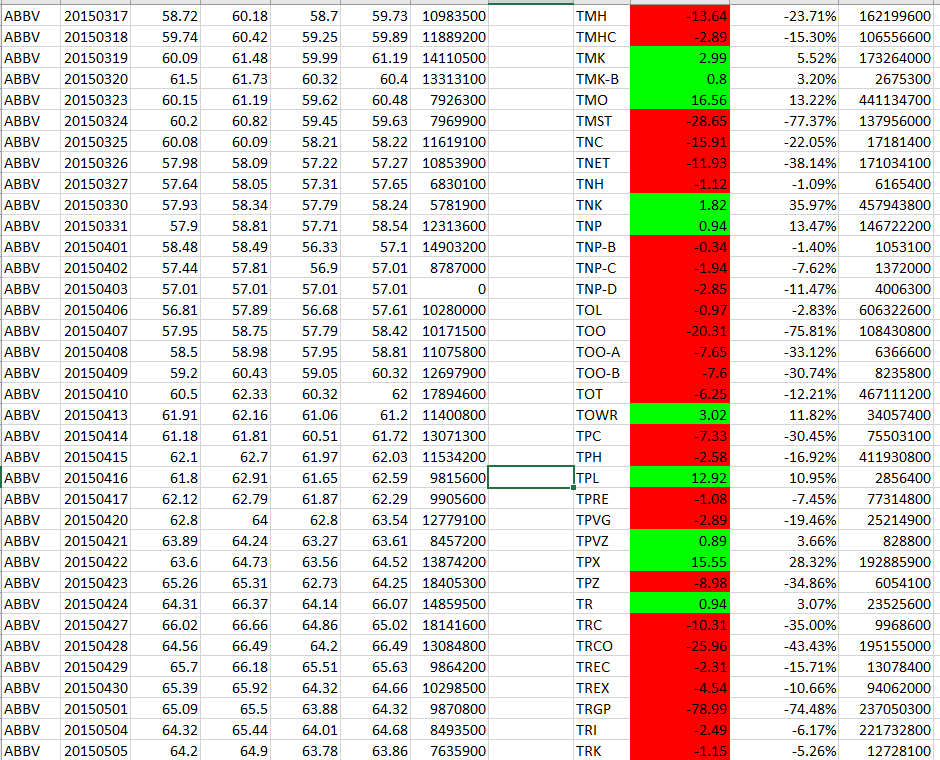 ABBV 20150317 58.72 60.18 58.7 59.73 10983500 TMH -13.64 -23.71% 162199600
ABBV 20150318 59.74 60.42 59.25 59.89 11889200 TMHC -2.89 -15.30% 106556600
ABBV 20150319 60.09 61.48 59.99 61.19 14110500 TMK 2.99 5.52% 173264000
ABBV 20150320 61.5 61.73 60.32 60.4 13313100 TMK-B 0.8 3.20% 2675300
ABBV 20150323 60.15 61.19 59.62 60.48 7926300 TMO 16.56 13.22% 441134700
ABBV 20150324 60.2 60.82 59.45 59.63 7969900 TMST -28.65 -77.37% 137956000
ABBV 20150325 60.08 60.09 58.21 58.22 11619100 TNC -15.91 -22.05% 17181400
ABBV 20150326 57.98 58.09 57.22 57.27 10853900 TNET -11.93 -38.14% 171034100
ABBV 20150327 57.64 58.05 57.31 57.65 6830100 TNH -1.12 -1.09% 6165400
ABBV 20150330 57.93 58.34 57.79 58.24 5781900 TNK 1.82 35.97% 457943800
ABBV 20150331 57.9 58.81 57.71 58.54 12313600 TNP 0.94 13.47% 146722200
ABBV 20150401 58.48 58.49 56.33 57.1 14903200 TNP-B -0.34 -1.40% 1053100
ABBV 20150402 57.44 57.81 56.9 57.01 8787000 TNP-C -1.94 -7.62% 1372000
ABBV 20150403 57.01 57.01 57.01 57.01 0 TNP-D -2.85 -11.47% 4006300
ABBV 20150406 56.81 57.89 56.68 57.61 10280000 TOL -0.97 -2.83% 606322600
ABBV 20150407 57.95 58.75 57.79 58.42 10171500 TOO -20.31 -75.81% 108430800
ABBV 20150408 58.5 58.98 57.95 58.81 11075800 TOO-A -7.65 -33.12% 6366600
ABBV 20150409 59.2 60.43 59.05 60.32 12697900 TOO-B -7.6 -30.74% 8235800
ABBV 20150410 60.5 62.33 60.32 62 17894600 TOT -6.25 -12.21% 467111200
ABBV 20150413 61.91 62.16 61.06 61.2 11400800 TOWR 3.02 11.82% 34057400
ABBV 20150414 61.18 61.81 60.51 61.72 13071300 TPC -7.33 -30.45% 75503100
ABBV 20150415 62.1 62.7 61.97 62.03 11534200 TPH -2.58 -16.92% 411930800
ABBV 20150416 61.8 62.91 61.65 62.59 9815600 TPL 12.92 10.95% 2856400
ABBV 20150417 62.12 62.79 61.87 62.29 9905600 TPRE -1.08 -7.45% 77314800
ABBV 20150420 62.8 64 62.8 63.54 12779100 TPVG -2.89 -19.46% 25214900
ABBV 20150421 63.89 64.24 63.27 63.61 8457200 TPVZ 0.89 3.66% 828800
ABBV 20150422 63.6 64.73 63.56 64.52 13874200 TPX 15.55 28.32% 192885900
ABBV 20150423 65.26 65.31 62.73 64.25 18405300 TPZ -8.98 -34.86% 6054100
ABBV 20150424 64.31 66.37 64.14 66.07 14859500 TR 0.94 3.07% 23525600
ABBV 20150427 66.02 66.66 64.86 65.02 18141600 TRC -10.31 -35.00% 9968600
ABBV 20150428 64.56 66.49 64.2 66.49 13084800 TRCO -25.96 -43.43% 195155000
ABBV 20150429 65.7 66.18 65.51 65.63 9864200 TREC -2.31 -15.71% 13078400
ABBV 20150430 65.39 65.92 64.32 64.66 10298500 TREX -4.54 -10.66% 94062000
ABBV 20150501 65.09 65.5 63.88 64.32 9870800 TRGP -78.99 -74.48% 237050300
ABBV 20150504 64.32 65.44 64.01 64.68 8493500 TRI -2.49 -6.17% 221732800
ABBV 20150505 64.2 64.9 63.78 63.86 7635900 TRK -1.15 -5.26% 12728100